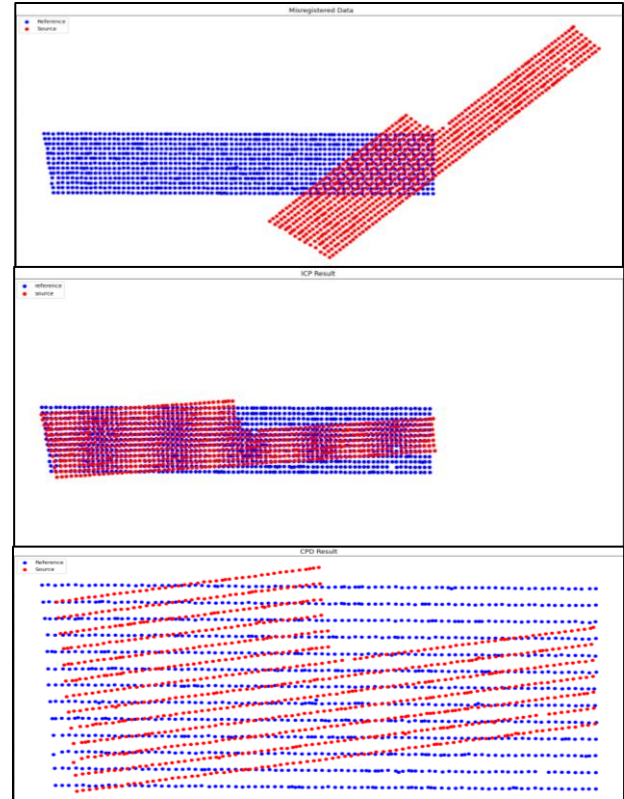 Misregistered Data
Reference
Source
ICP Result
reference
source
CPD Result
Reference
Source